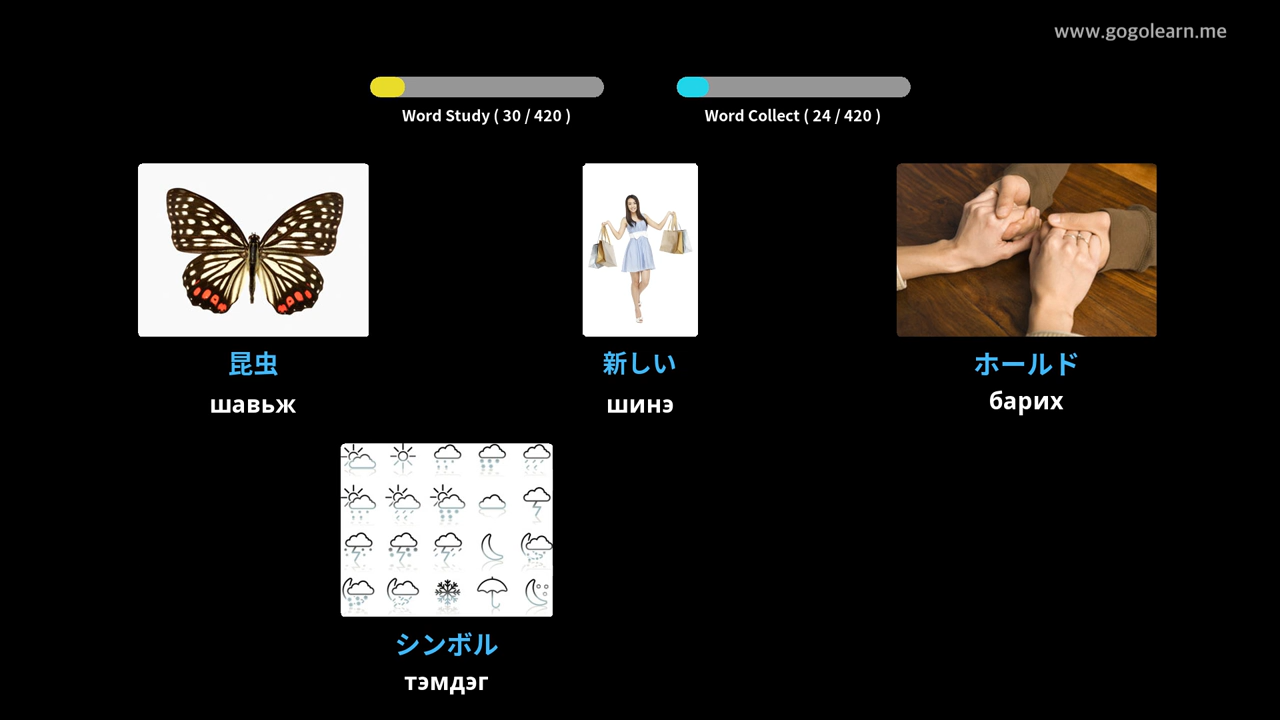 www.gogolearn.me
Word Study ( 30 / 420 )
Word Collect ( 24 / 420 )
昆虫
шавьж
新しい
шинэ
ホールド
барих
シンボル
тэмдэг